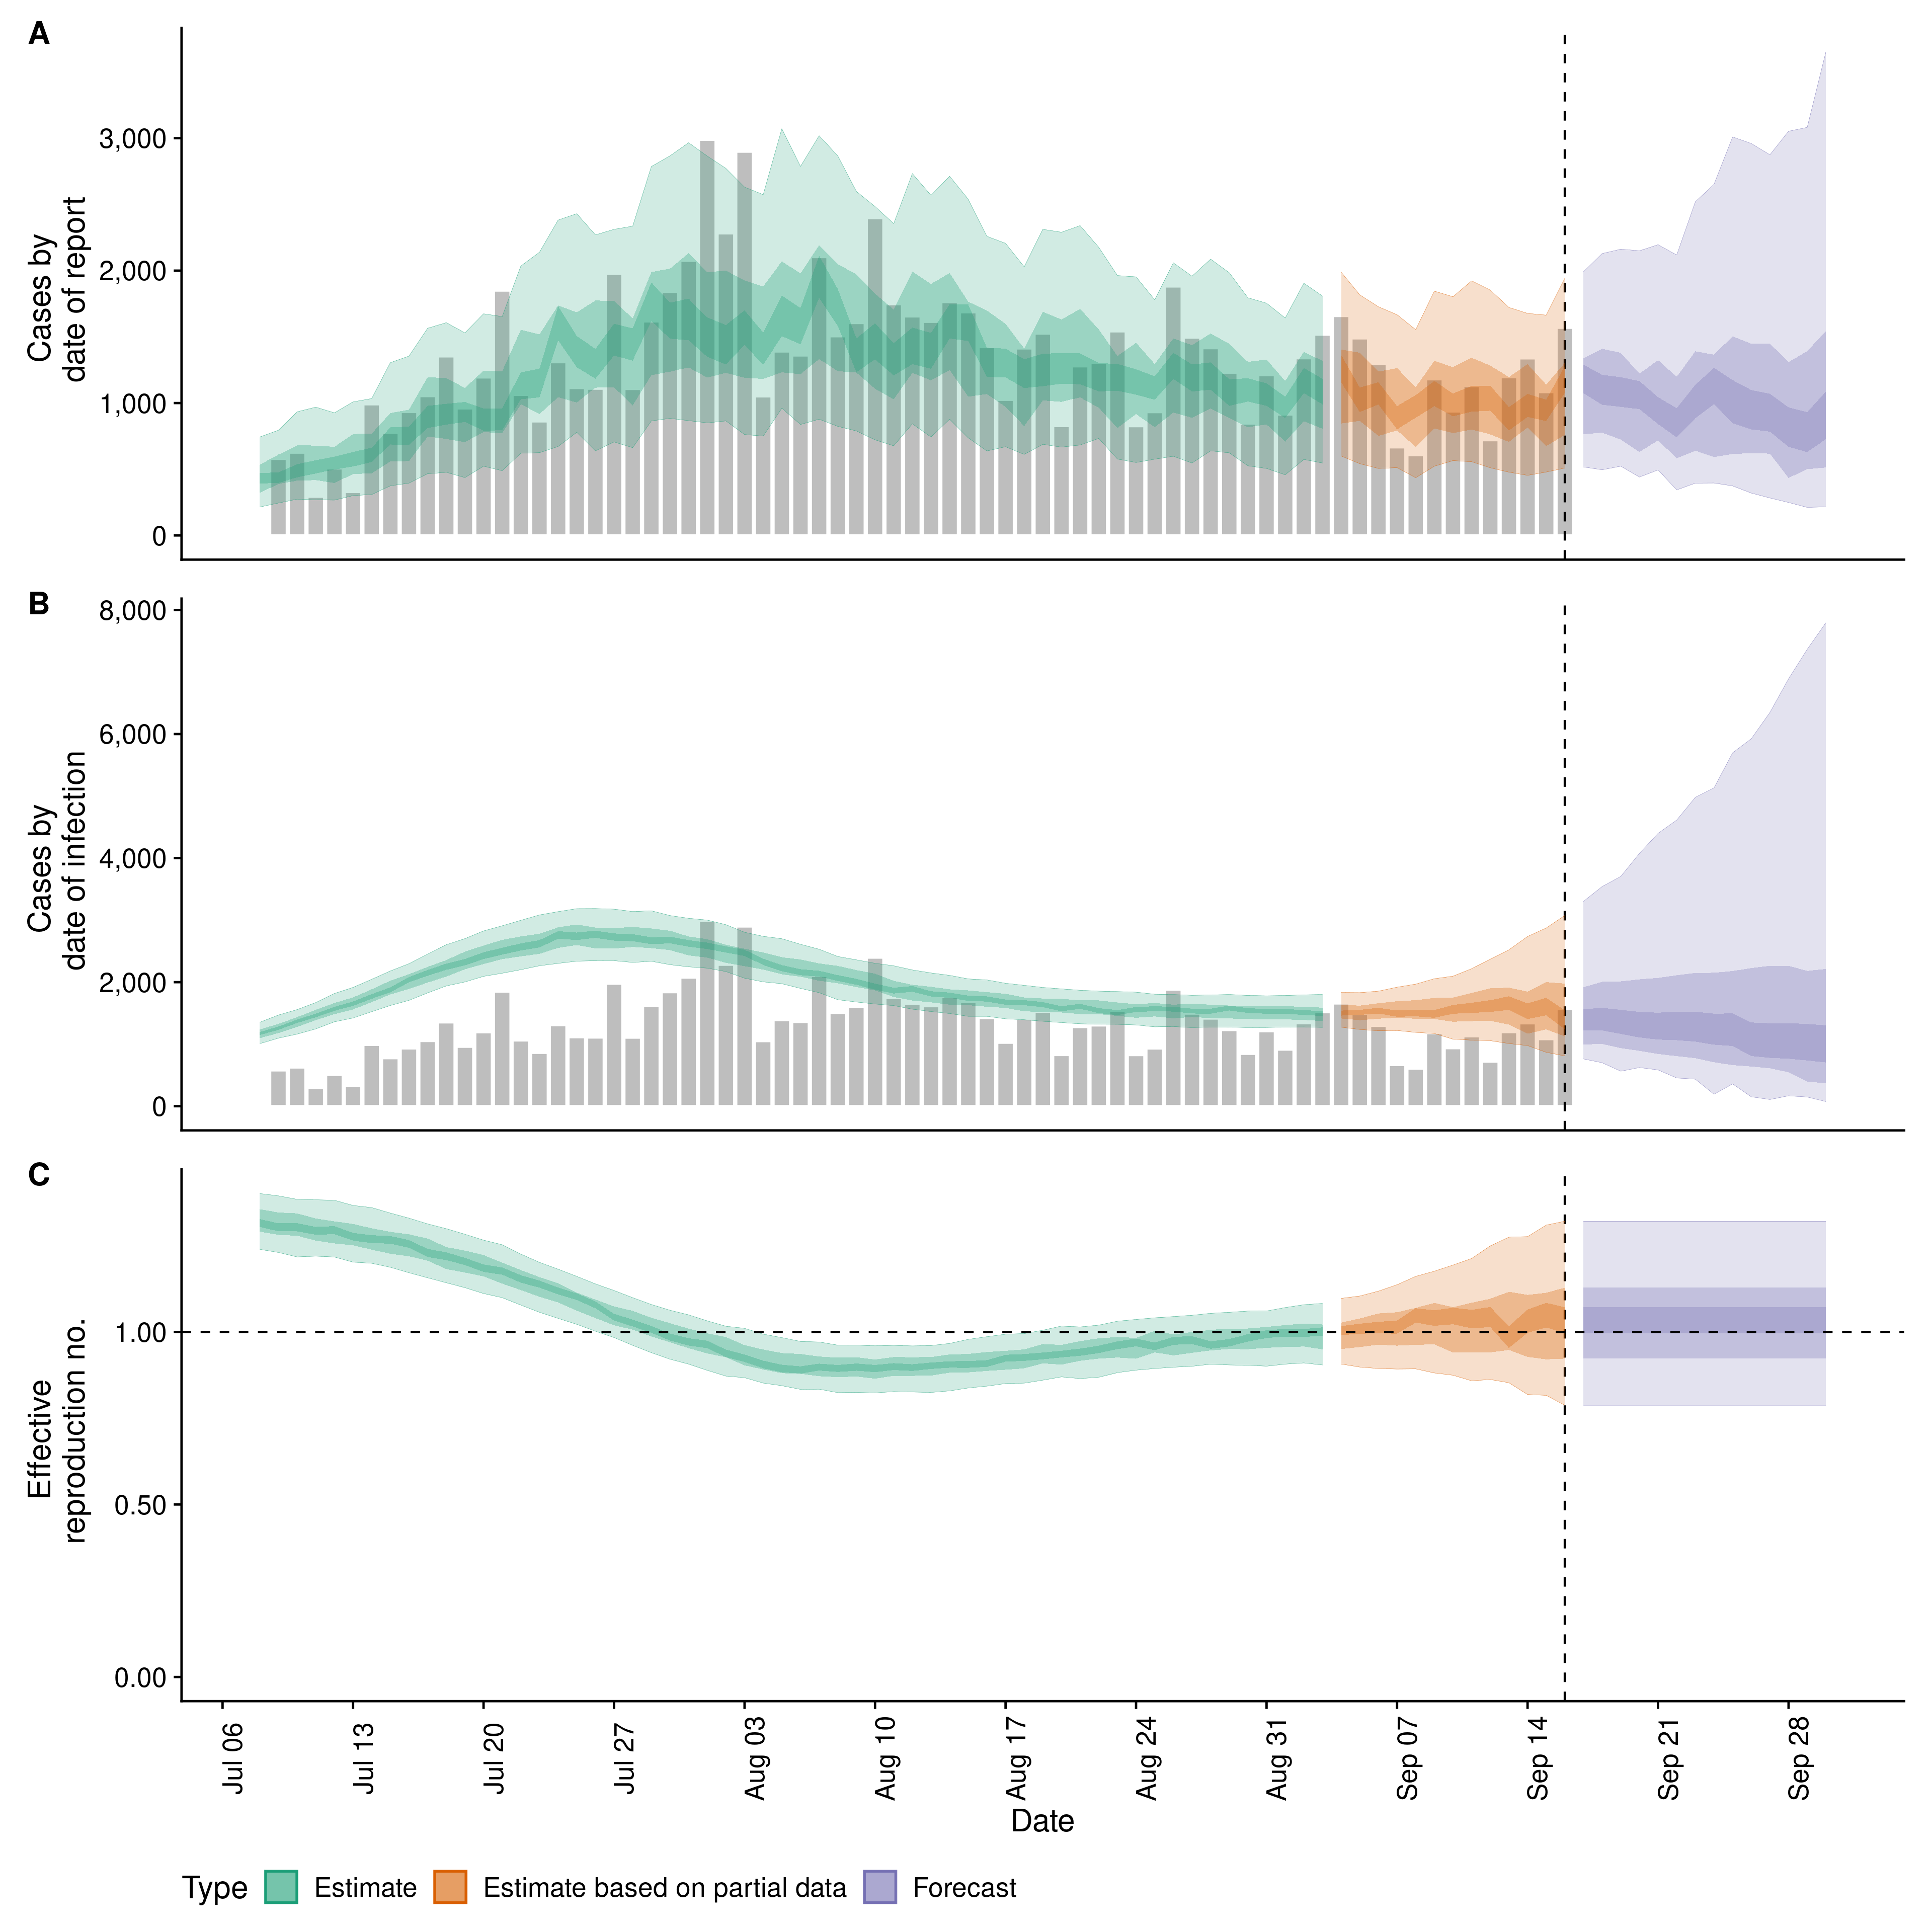 A
Cases by
date of report
3,000
2,000
1,000
0
B
Cases by
date of infection
8,000
6,000
4,000
2,000
0
C
Effective
reproduction no.
1.00
0.50
0.00
Jul 06
Jul 13
Jul 20
Jul 27
Aug 03
Aug 10
Aug 17
Aug 24
Aug 31
Sep 07
Sep 14
Sep 21
Sep 28
Date
Type Estimate Estimate based on partial data Forecast